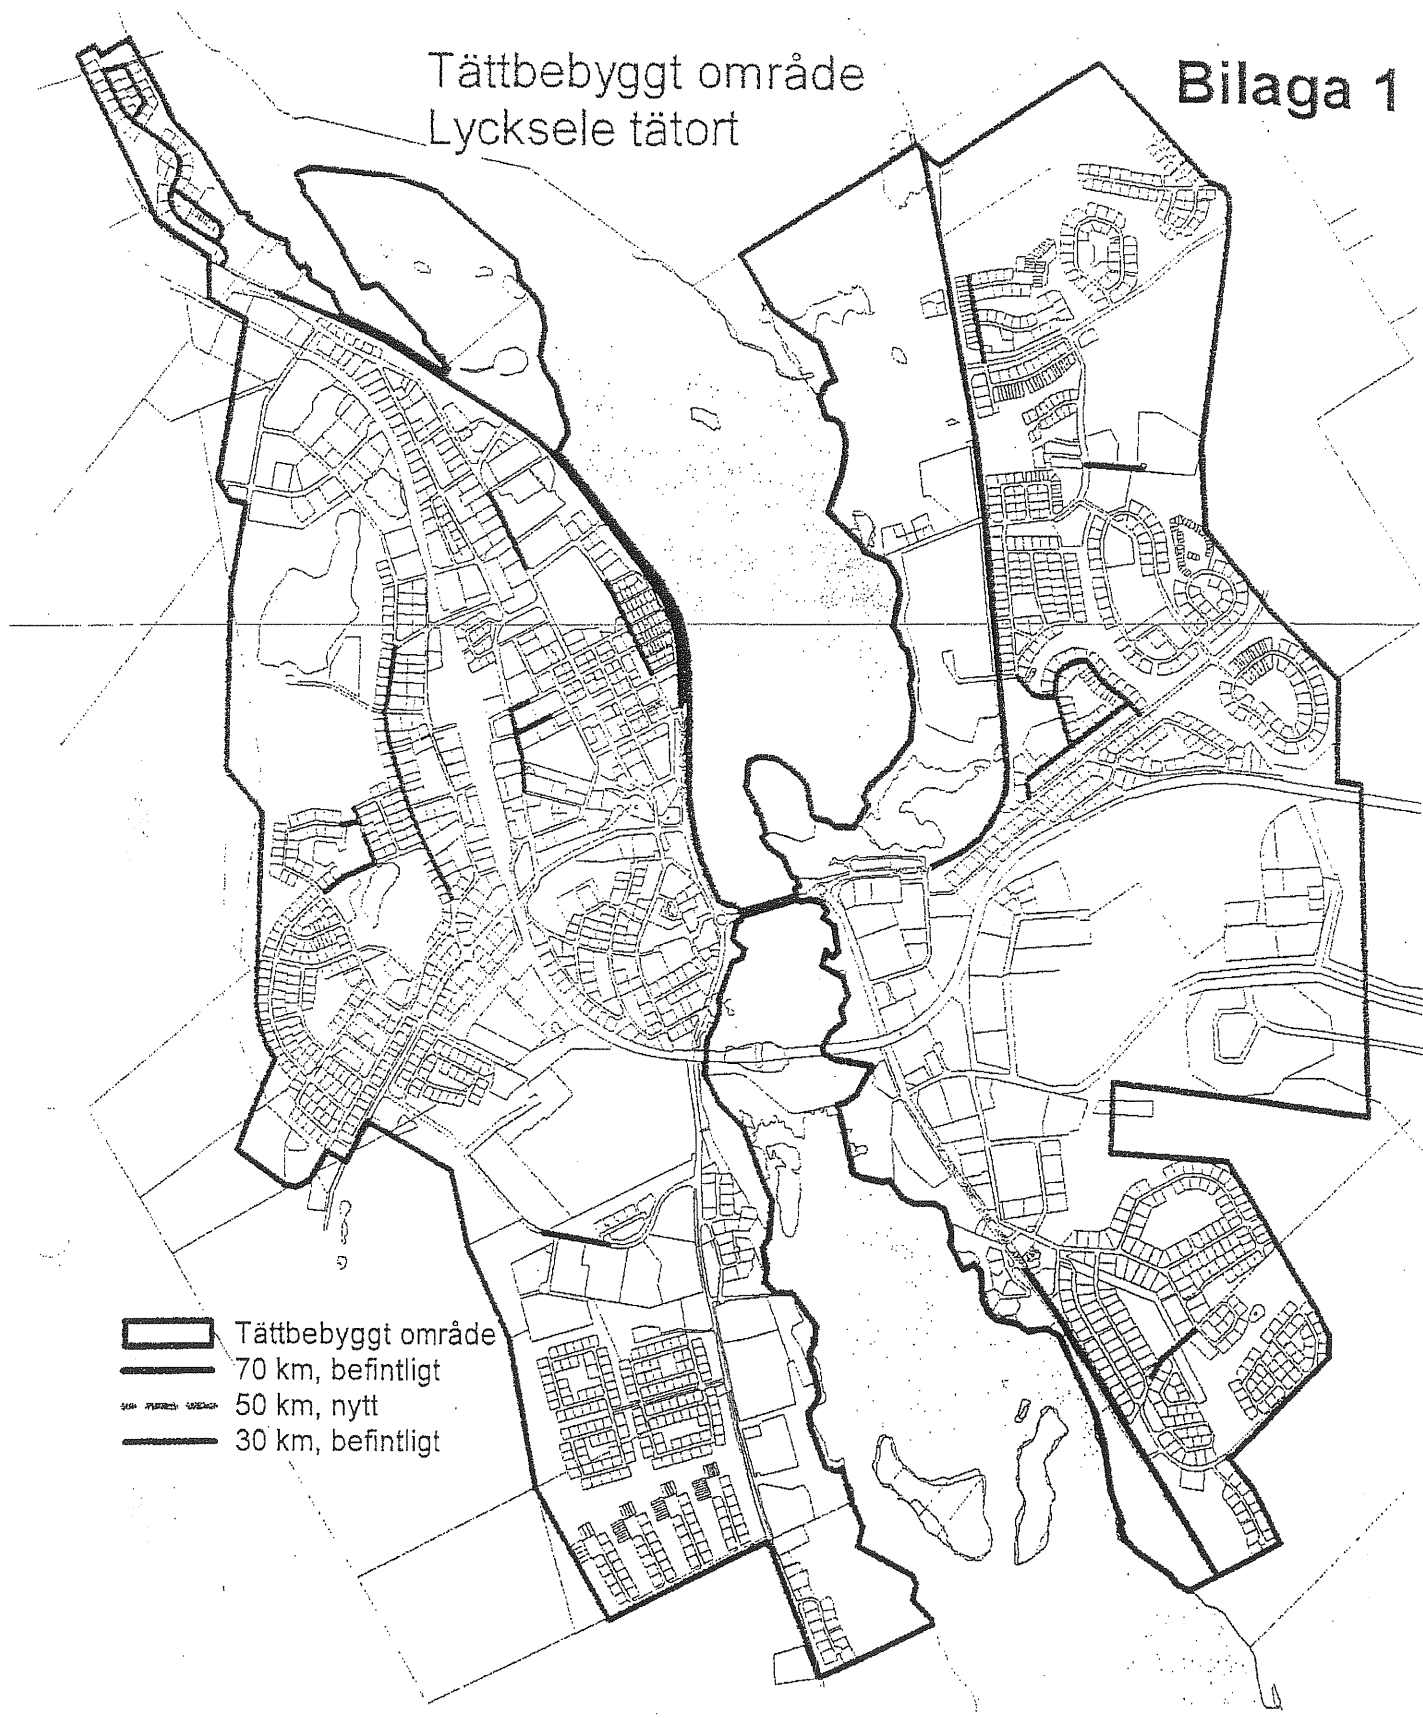 Tättbebyggt område
Lycksele tätort
Bilaga 1
Tättbebyggt område
70 km, befintligt
50 km, nytt
30 km, befintligt